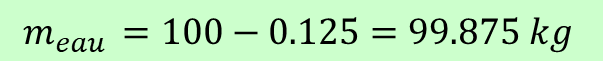 m_eau = 100 − 0.125 = 99.875 kg